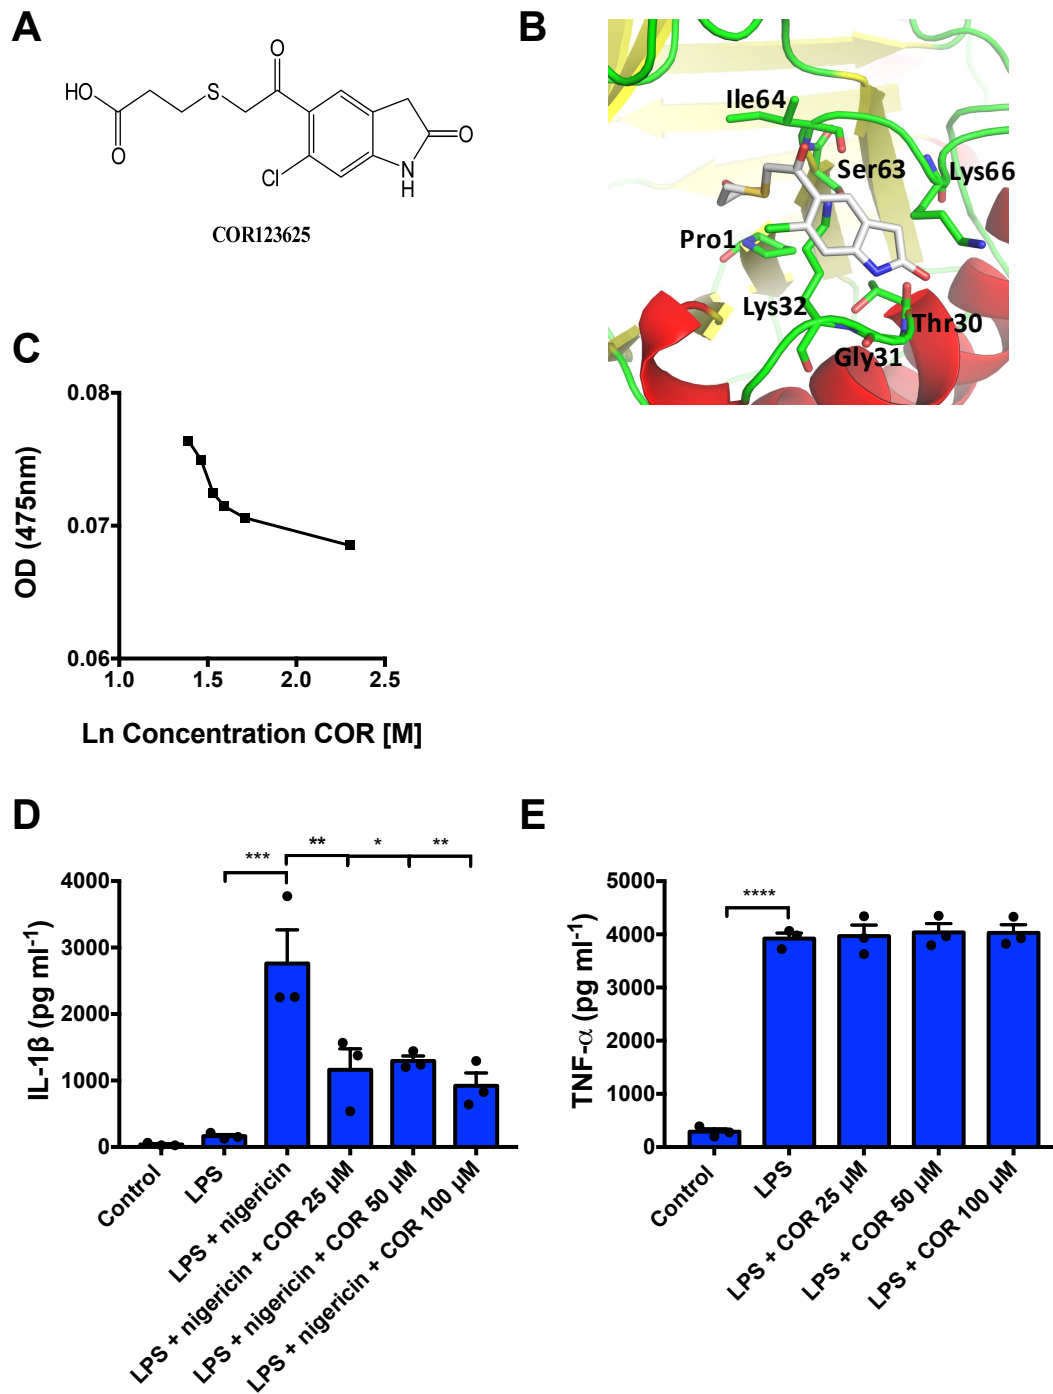 A
O
HO
S
O
O
Cl
N
H
COR123625
B
Ile64
Ser63
Lys66
Pro1
Lys32
Thr30
Gly31
C
0.08
0.07
0.06
OD (475nm)
1.0 1.5 2.0 2.5
Ln Concentration COR [M]
D
*** ** * **
4000
3000
2000
1000
0
IL-1β (pg ml-1)
Control
LPS
LPS + nigericin
LPS + nigericin + COR 25 µM
LPS + nigericin + COR 50 µM
LPS + nigericin + COR 100 µM
E
****
5000
4000
3000
2000
1000
0
TNF-α (pg ml-1)
Control
LPS
LPS + COR 25 µM
LPS + COR 50 µM
LPS + COR 100 µM